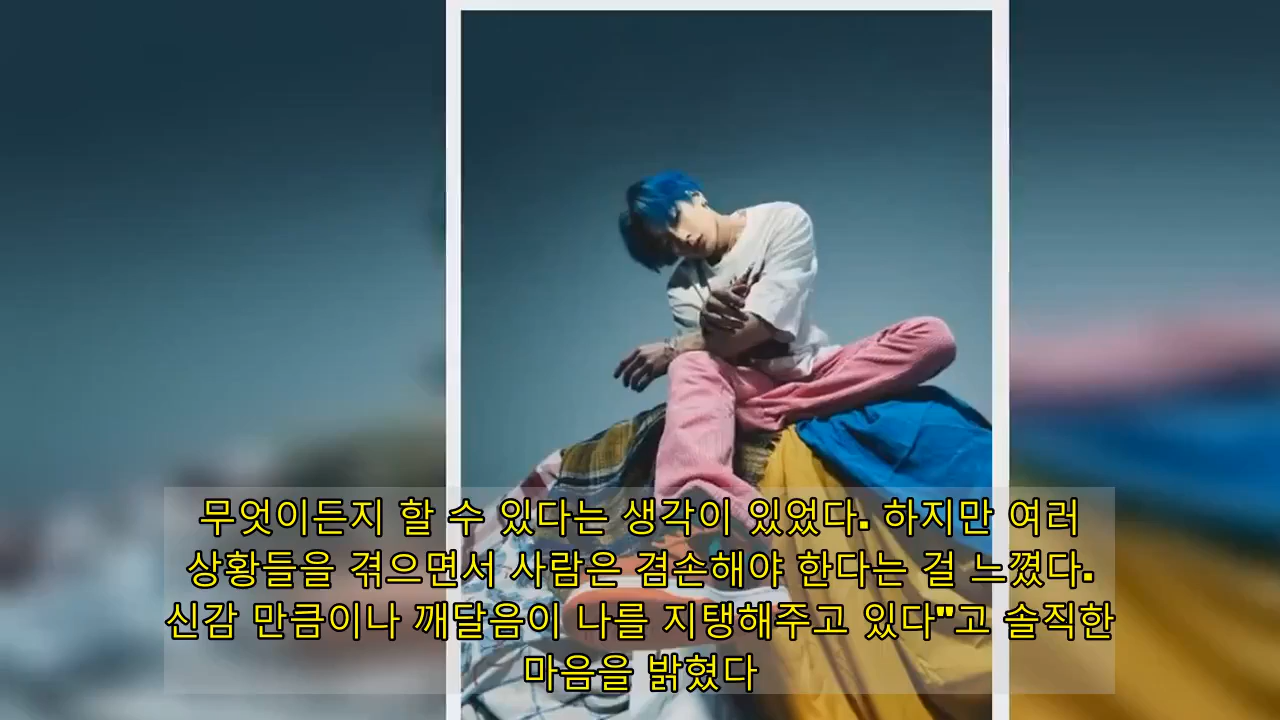 무엇이든지 할 수 있다는 생각이 있었다. 하지만 여러
상황들을 겪으면서 사람은 겸손해야 한다는 걸 느꼈다.
신감 만큼이나 깨달음이 나를 지탱해주고 있다"고 솔직한
마음을 밝혔다